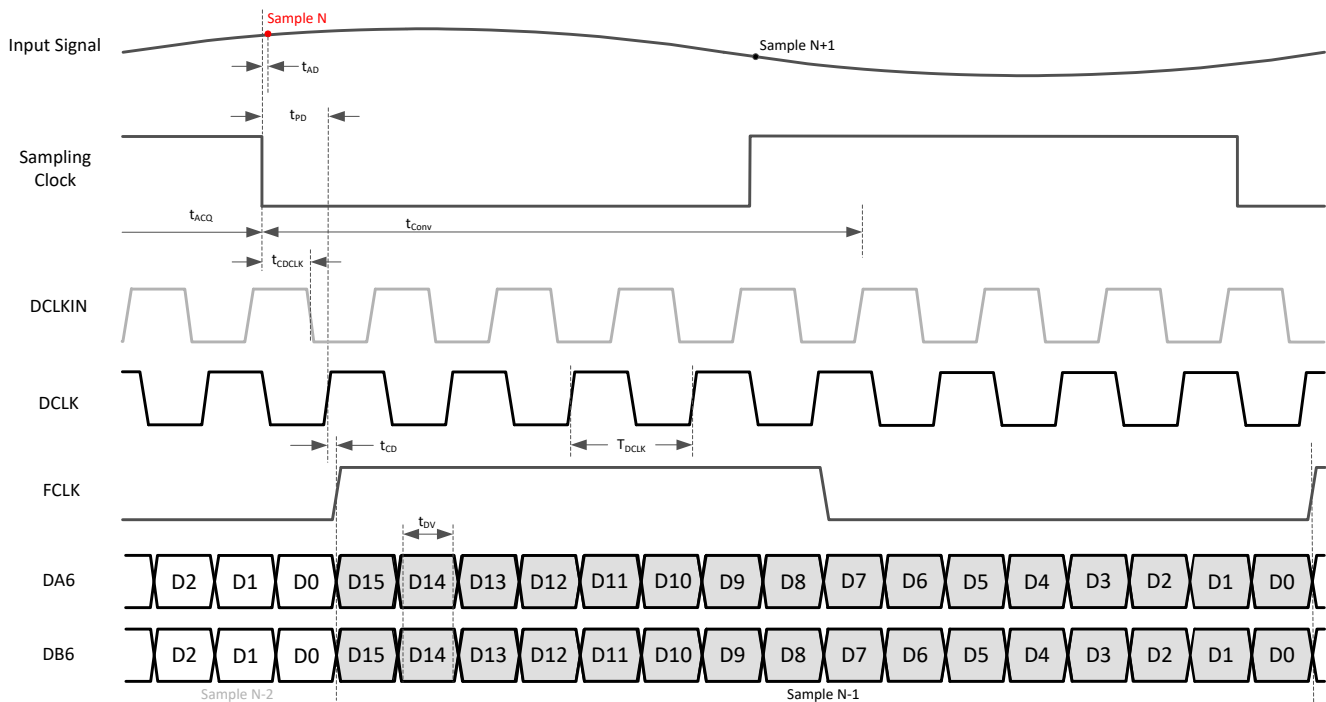 Sample N
Input Signal
Sample N+1
tAD
tPD
Sampling
Clock
tACQ
tConv
tCDCLK
DCLKIN
DCLK
tCD
TDCLK
FCLK
tDV
DA6
D2 D1 D0 D15 D14 D13 D12 D11 D10 D9 D8 D7 D6 D5 D4 D3 D2 D1 D0
DB6
D2 D1 D0 D15 D14 D13 D12 D11 D10 D9 D8 D7 D6 D5 D4 D3 D2 D1 D0
Sample N-2
Sample N-1